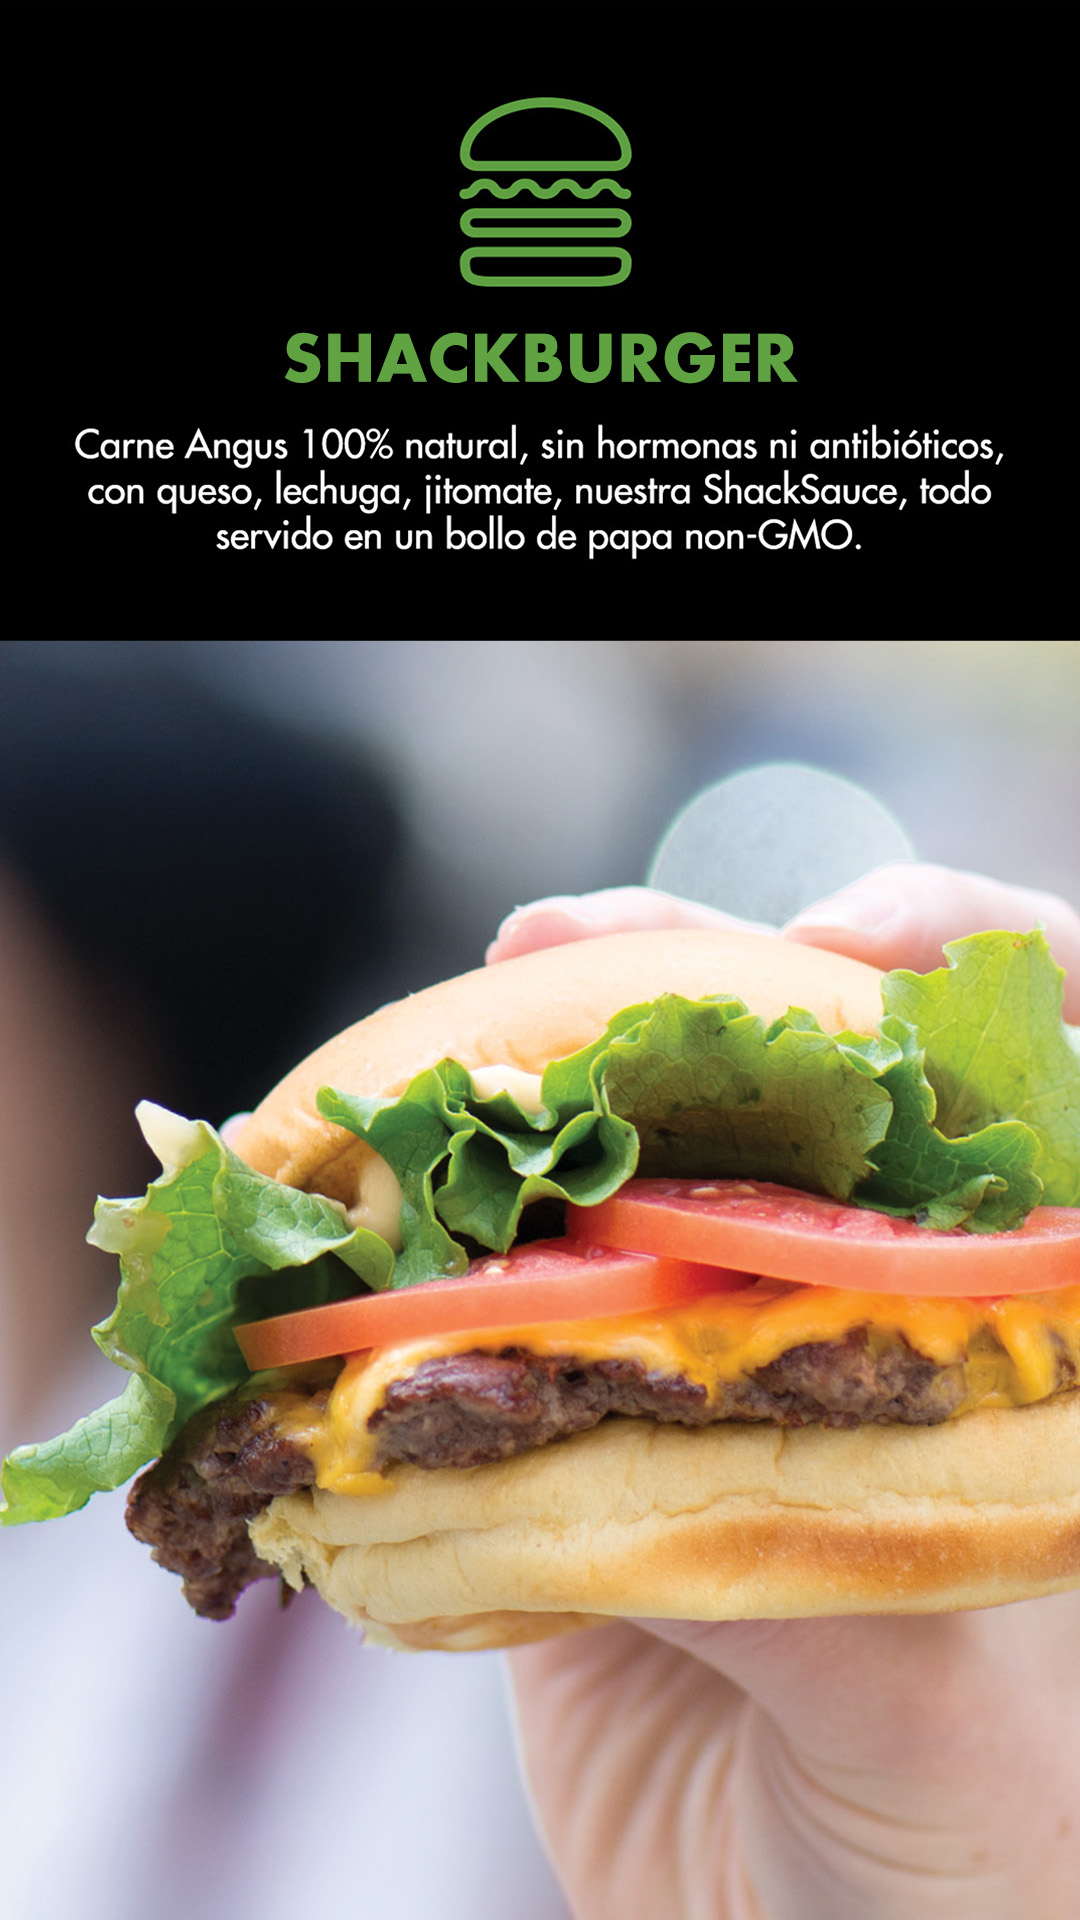 SHACKBURGER
Carne Angus 100% natural, sin hormonas ni antibióticos,
con queso, lechuga, jitomate, nuestra ShackSauce, todo
servido en un bollo de papa non-GMO.